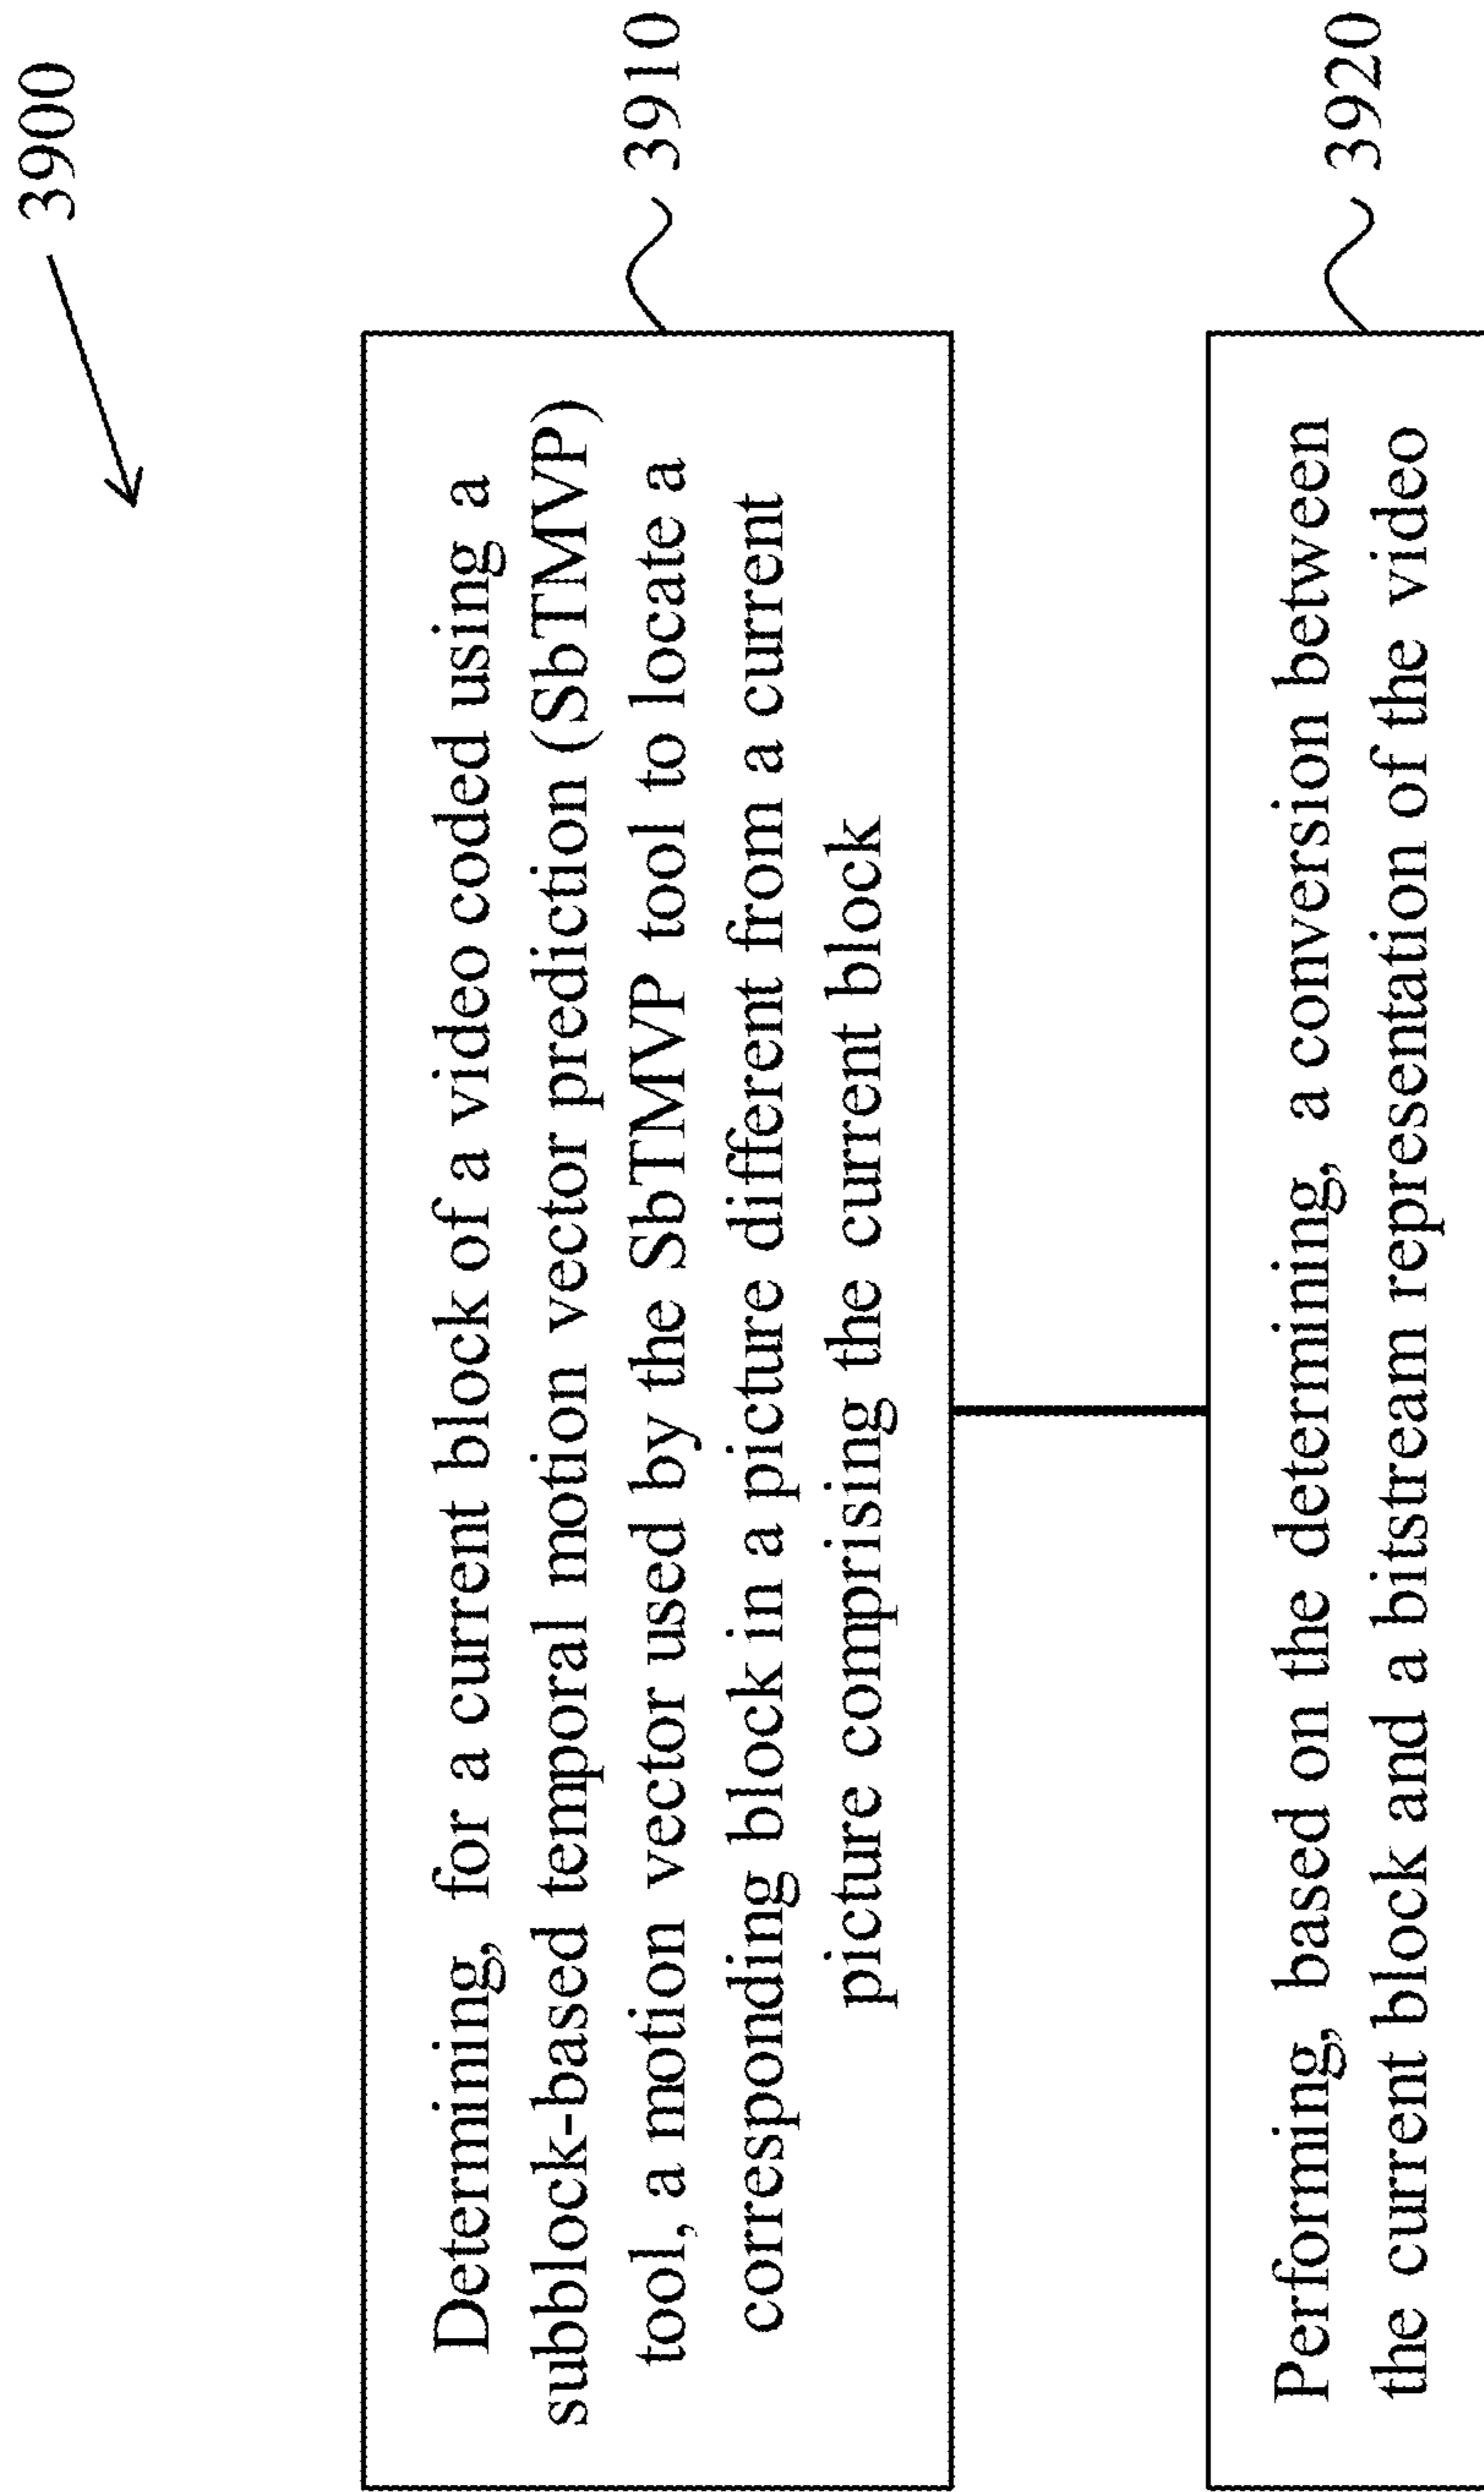 3900
Determining, for a current block of a video coded using a
subblock-based temporal motion vector prediction (SbTMVP)
tool, a motion vector used by the SbTMVP tool to locate a
corresponding block in a picture different from a current
picture comprising the current block
3910
Performing, based on the determining, a conversion between
the current block and a bitstream representation of the video
3920